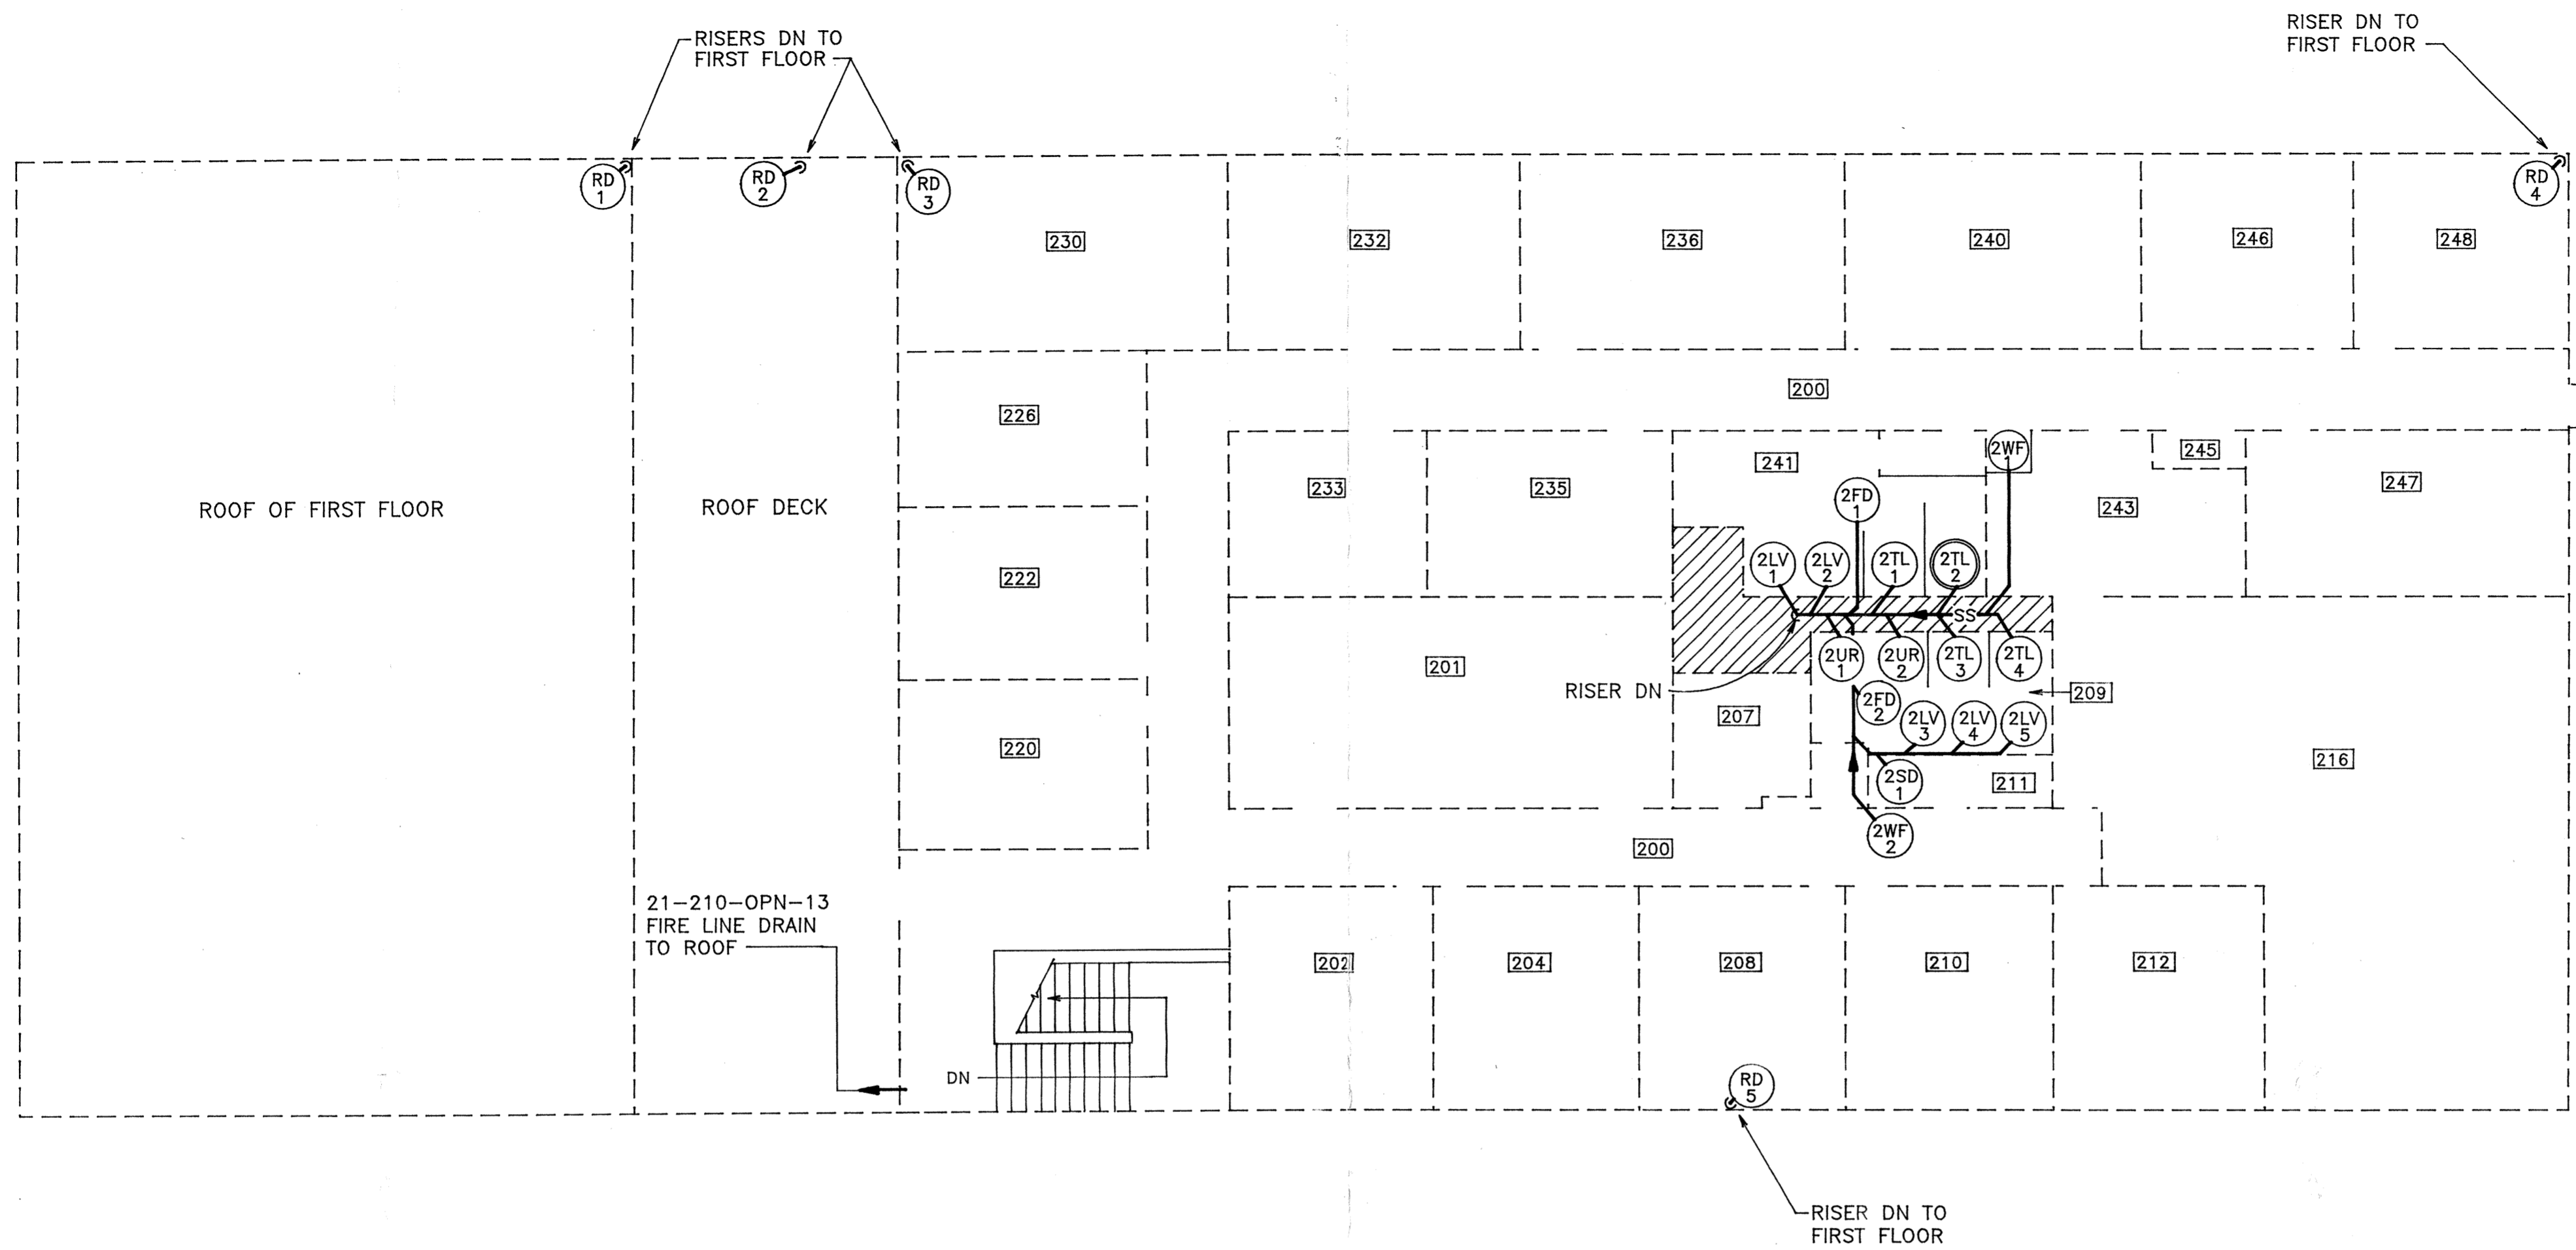 RISERS DN TO
FIRST FLOOR
RISER DN TO
FIRST FLOOR
RD
1
RD
2
RD
3
RD
4
230
232
236
240
246
248
200
226
233
235
241
2WF
1
245
243
247
2FD
1
ROOF OF FIRST FLOOR
ROOF DECK
222
2LV
1
2LV
2
2TL
1
2TL
2
SS
201
2UR
1
2UR
2
2TL
3
2TL
4
RISER DN
209
207
2FD
2
2LV
3
2LV
4
2LV
5
220
216
2SD
1
211
2WF
2
200
21-210-OPN-13
FIRE LINE DRAIN
TO ROOF
202
204
208
210
212
DN
RD
5
RISER DN TO
FIRST FLOOR